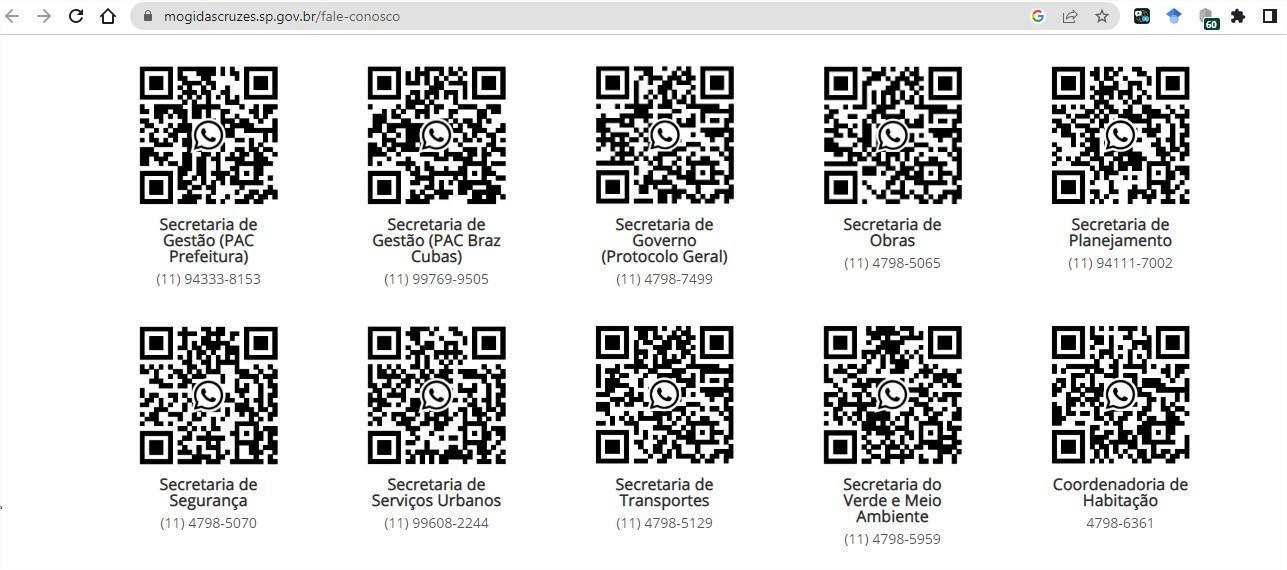 mogidascruzes.sp.gov.br/fale-conosco
60
Secretaria de
Gestão (PAC
Prefeitura)
(11) 94333-8153
Secretaria de
Gestão (PAC Braz
Cubas)
(11) 99769-9505
Secretaria de
Governo
(Protocolo Geral)
(11) 4798-7499
Secretaria de
Obras
(11) 4798-5065
Secretaria de
Planejamento
(11) 94111-7002
Secretaria de
Segurança
(11) 4798-5070
Secretaria de
Serviços Urbanos
(11) 99608-2244
Secretaria de
Transportes
(11) 4798-5129
Secretaria do
Verde e Meio
Ambiente
(11) 4798-5959
Coordenadoria de
Habitação
4798-6361